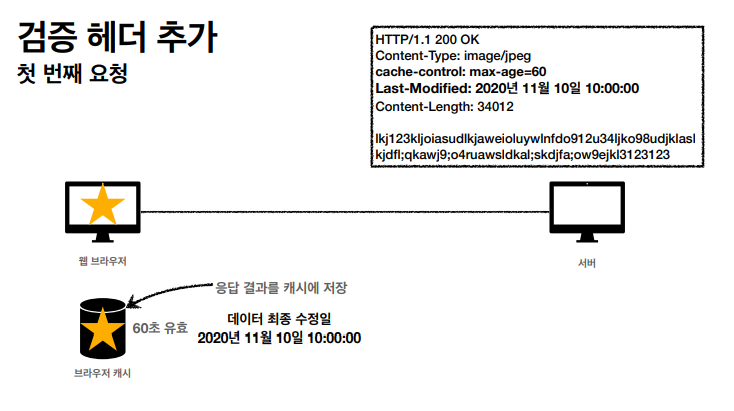 검증 헤더 추가
첫 번째 요청
HTTP/1.1 200 OK
Content-Type: image/jpeg
cache-control: max-age=60
Last-Modified: 2020년 11월 10일 10:00:00
Content-Length: 34012
lkj123kljoiasudlkjaweioluywlnfdo912u34ljko98udjklasl
kjdfl;qkawj9;o4ruawsldkal;skdjfa;ow9ejkl3123123
웹 브라우저
서버
응답 결과를 캐시에 저장
60초 유효
데이터 최종 수정일
2020년 11월 10일 10:00:00
브라우저 캐시